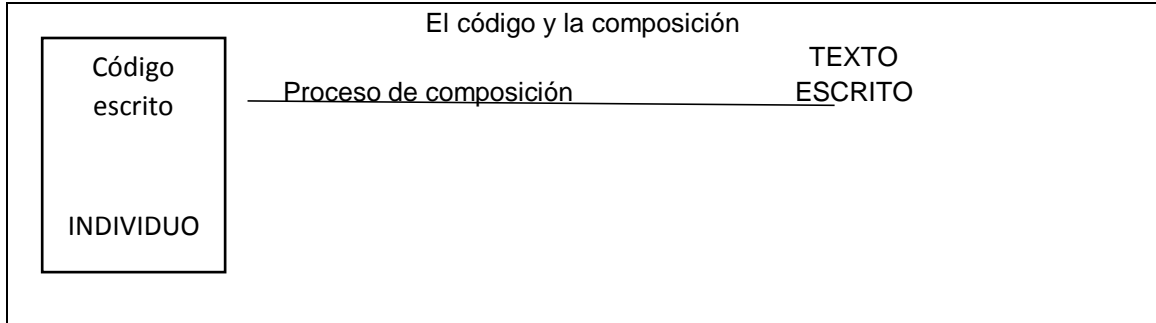 El código y la composición
Código
escrito
INDIVIDUO
Proceso de composición
TEXTO
ESCRITO